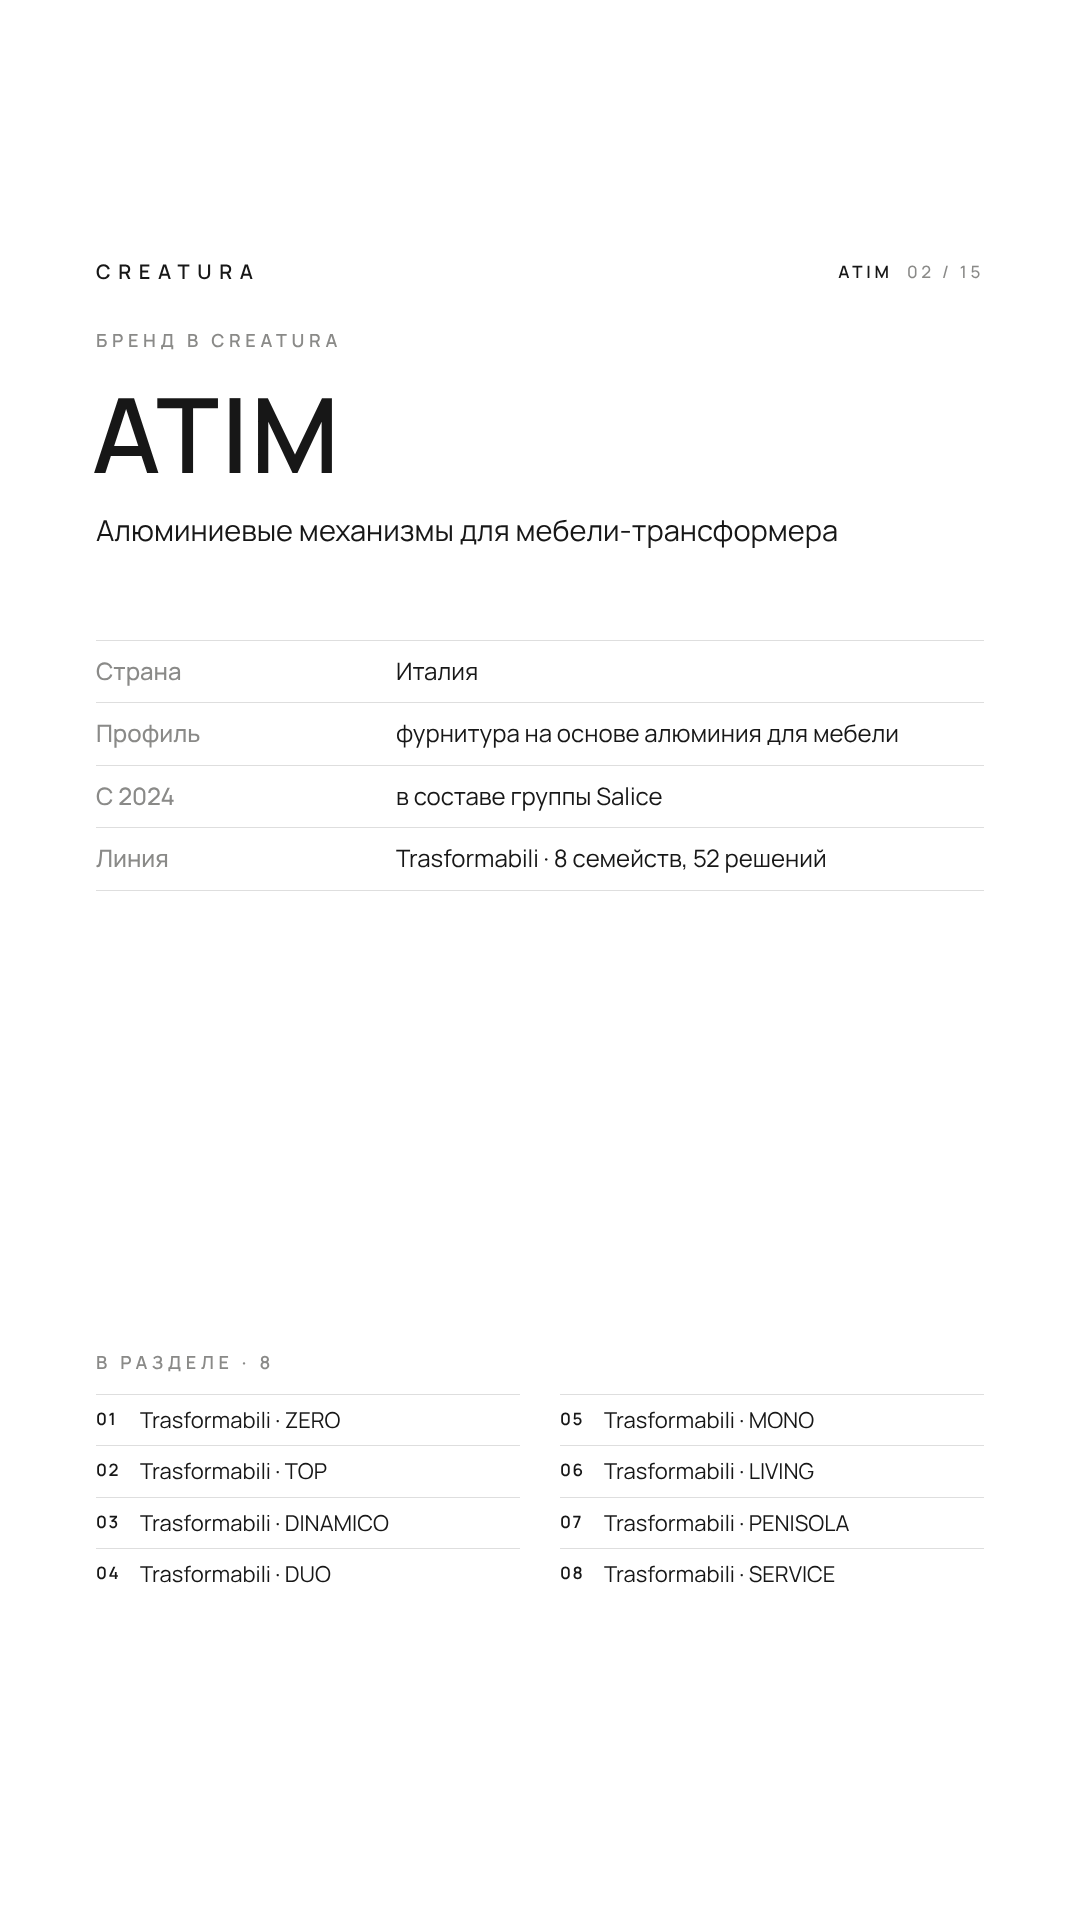 CREATURA
ATIM 02 / 15
БРЕНД В CREATURA
ATIM
Алюминиевые механизмы для мебели-трансформера
Страна Италия
Профиль фурнитура на основе алюминия для мебели
С 2024 в составе группы Salice
Линия Trasformabili · 8 семейств, 52 решений
В РАЗДЕЛЕ · 8
01 Trasformabili · ZERO
02 Trasformabili · TOP
03 Trasformabili · DINAMICO
04 Trasformabili · DUO
05 Trasformabili · MONO
06 Trasformabili · LIVING
07 Trasformabili · PENISOLA
08 Trasformabili · SERVICE